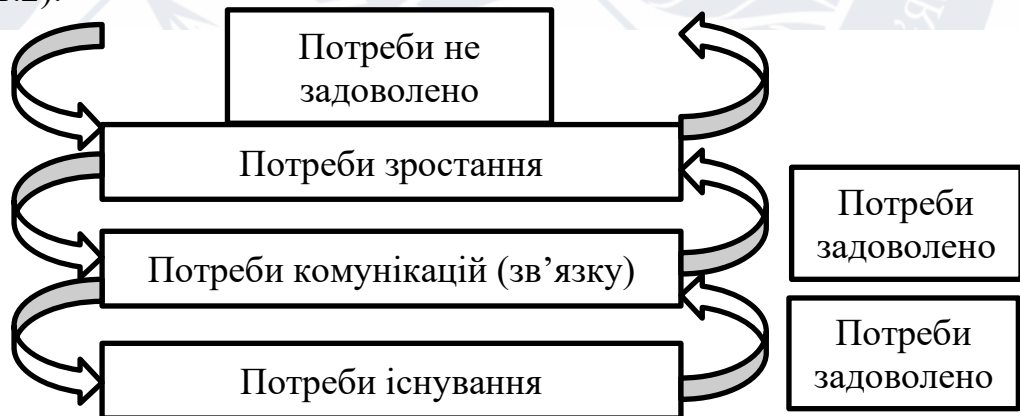 Потреби не
задоволено
Потреби зростання
Потреби
задоволено
Потреби комунікацій (зв’язку)
Потреби
задоволено
Потреби існування